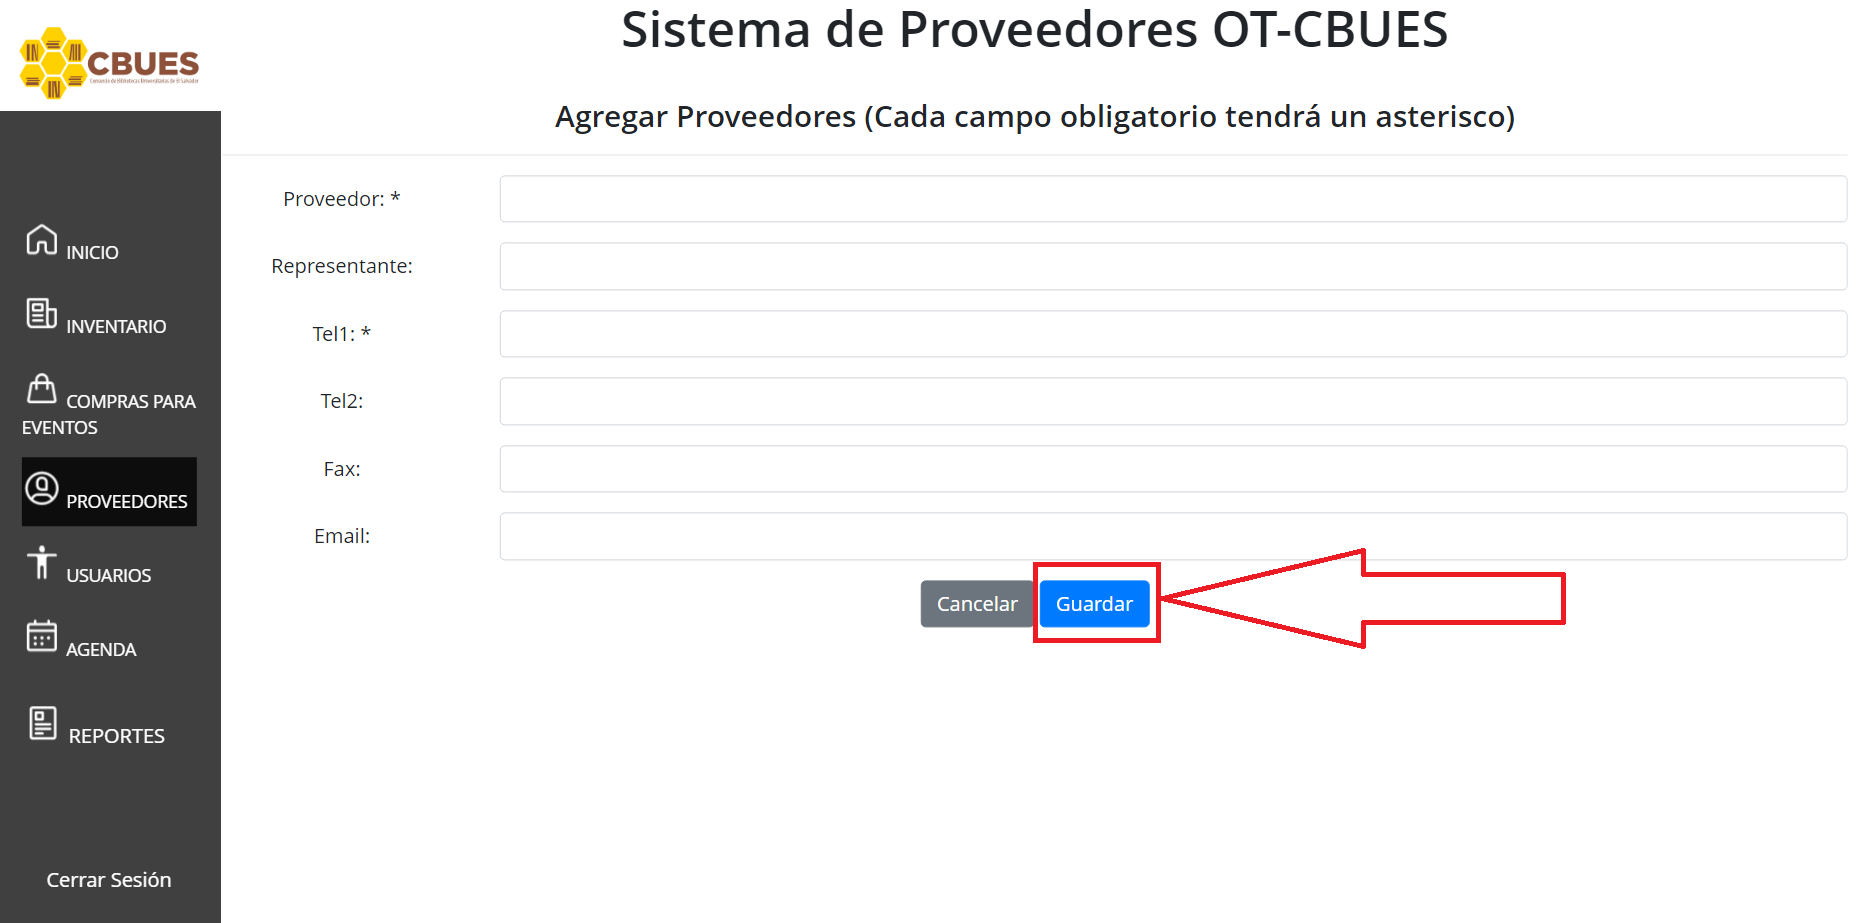 CBUES
Consorcio de Bibliotecas Universitarias de El Salvador
Sistema de Proveedores OT-CBUES
Agregar Proveedores (Cada campo obligatorio tendrá un asterisco)
INICIO
INVENTARIO
COMPRAS PARA
EVENTOS
PROVEEDORES
USUARIOS
AGENDA
REPORTES
Cerrar Sesión
Proveedor: *
Representante:
Tel1: *
Tel2:
Fax:
Email:
Cancelar Guardar